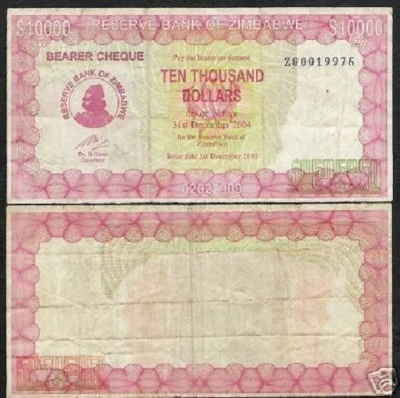 $10000 RESERVE BANK OF ZIMBABWE $10000
BEARER CHEQUE
Pay the bearer on demand
Z00019976
RESERVE BANK OF ZIMBABWE
TEN THOUSAND
DOLLARS
on or before
31st December 2004
for the Reserve Bank of
Zimbabwe
Issue date 1st December 2003
Governor